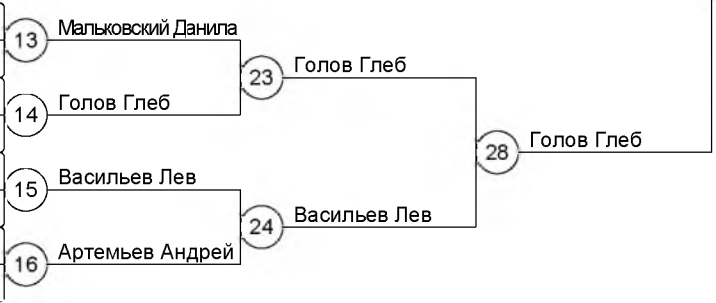 13 Мальковский Данила
23 Голов Глеб
14 Голов Глеб
28 Голов Глеб
15 Васильев Лев
24 Васильев Лев
16 Артемьев Андрей